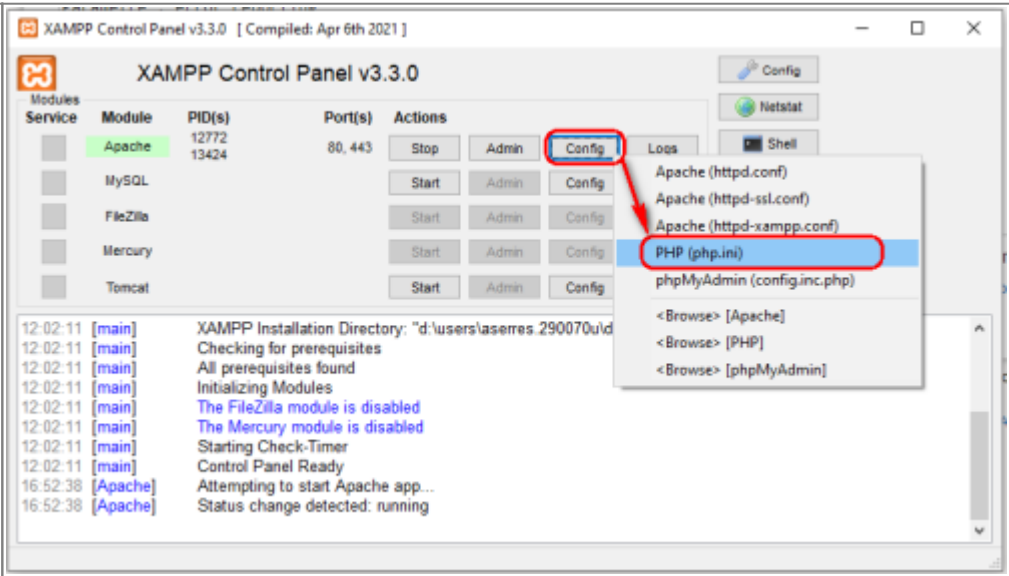 XAMPP Control Panel v3.3.0 [ Compiled: Apr 6th 2021 ]
XAMPP Control Panel v3.3.0
Config
Netstat
Shell
Modules
Service Module PID(s) Port(s) Actions
Apache 12772 13424 80, 443 Stop Admin Config Logs
MySQL Start Admin Config
FileZilla Start Admin Config
Mercury Start Admin Config
Tomcat Start Admin Config
Apache (httpd.conf)
Apache (httpd-ssl.conf)
Apache (httpd-xampp.conf)
PHP (php.ini)
phpMyAdmin (config.inc.php)
<Browse> [Apache]
<Browse> [PHP]
<Browse> [phpMyAdmin]
12:02:11 [main] XAMPP Installation Directory: "d:\users\aserres.290070u\d
12:02:11 [main] Checking for prerequisites
12:02:11 [main] All prerequisites found
12:02:11 [main] Initializing Modules
12:02:11 [main] The FileZilla module is disabled
12:02:11 [main] The Mercury module is disabled
12:02:11 [main] Starting Check-Timer
12:02:11 [main] Control Panel Ready
16:52:38 [Apache] Attempting to start Apache app...
16:52:38 [Apache] Status change detected: running